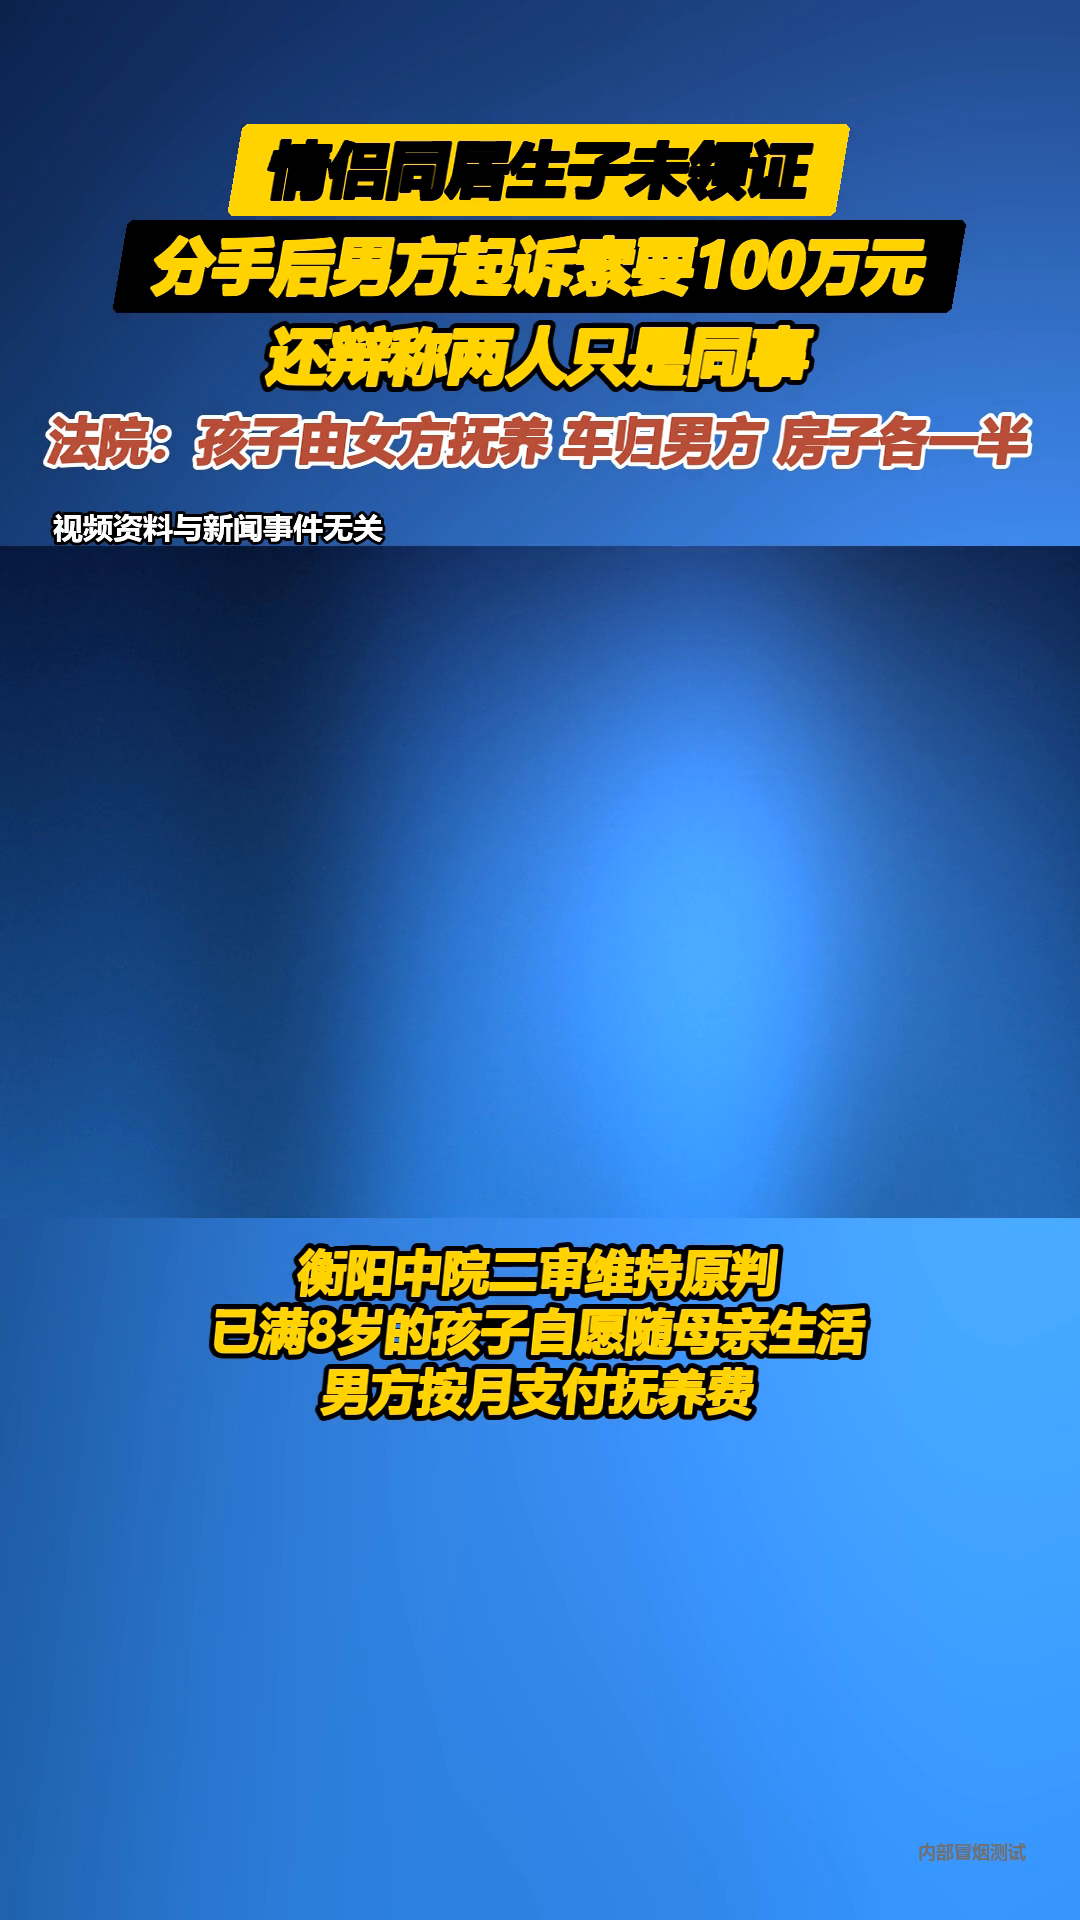 情侣同居生子未领证
分手后男方起诉索要100万元
还辩称两人只是同事
法院：孩子由女方抚养 车归男方 房子各一半
视频资料与新闻事件无关
衡阳中院二审维持原判
已满8岁的孩子自愿随母亲生活
男方按月支付抚养费
内部冒烟测试